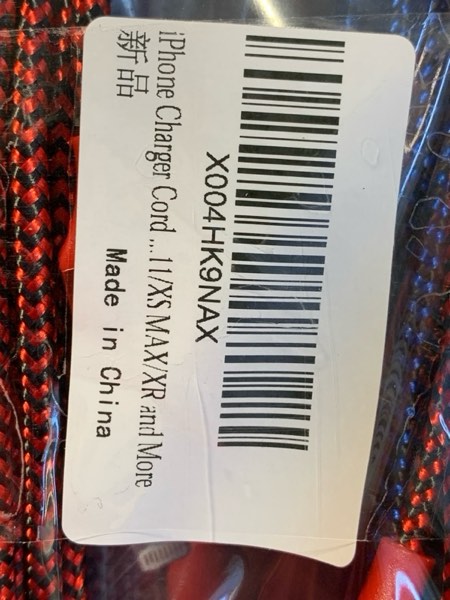 X004HK9NAX
iPhone Charger Cord ... 11/XS MAX/XR and More
新品
Made in China